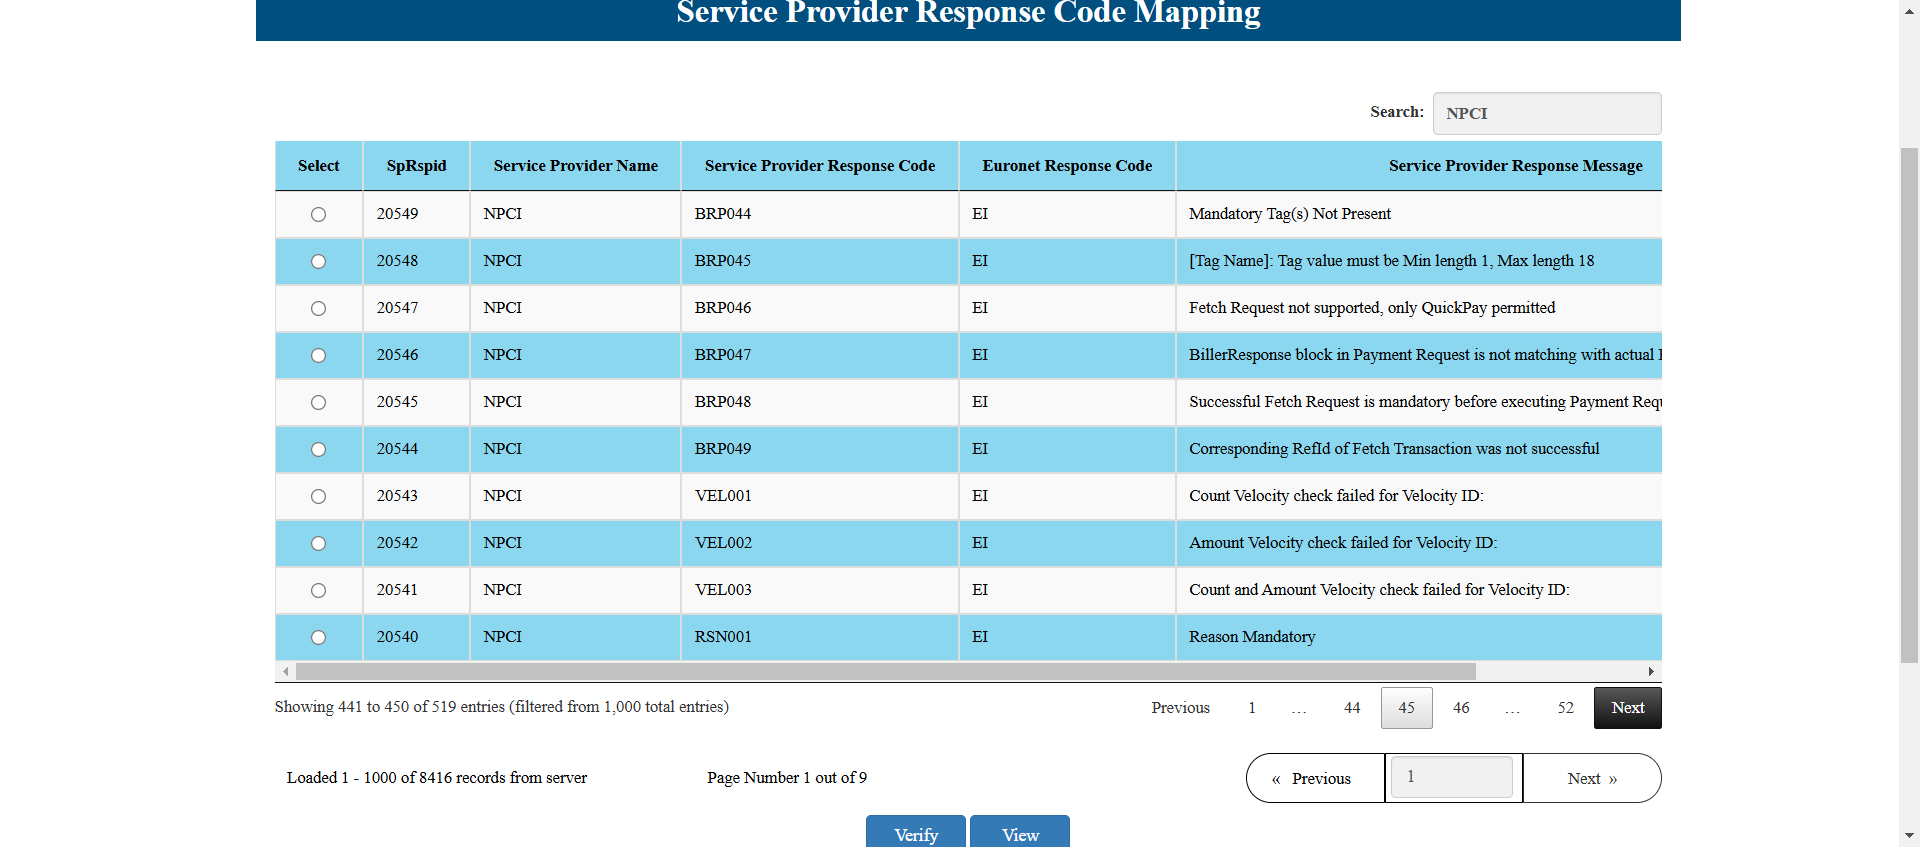 Service Provider Response Code Mapping
Search: NPCI
Select SpRspid Service Provider Name Service Provider Response Code Euronet Response Code Service Provider Response Message
20549 NPCI BRP044 EI Mandatory Tag(s) Not Present
20548 NPCI BRP045 EI [Tag Name]: Tag value must be Min length 1, Max length 18
20547 NPCI BRP046 EI Fetch Request not supported, only QuickPay permitted
20546 NPCI BRP047 EI BillerResponse block in Payment Request is not matching with actual
20545 NPCI BRP048 EI Successful Fetch Request is mandatory before executing Payment Requ
20544 NPCI BRP049 EI Corresponding RefId of Fetch Transaction was not successful
20543 NPCI VEL001 EI Count Velocity check failed for Velocity ID:
20542 NPCI VEL002 EI Amount Velocity check failed for Velocity ID:
20541 NPCI VEL003 EI Count and Amount Velocity check failed for Velocity ID:
20540 NPCI RSN001 EI Reason Mandatory
Showing 441 to 450 of 519 entries (filtered from 1,000 total entries) Previous 1 … 44 45 46 … 52 Next
Loaded 1 - 1000 of 8416 records from server Page Number 1 out of 9 « Previous 1 Next »
Verify View